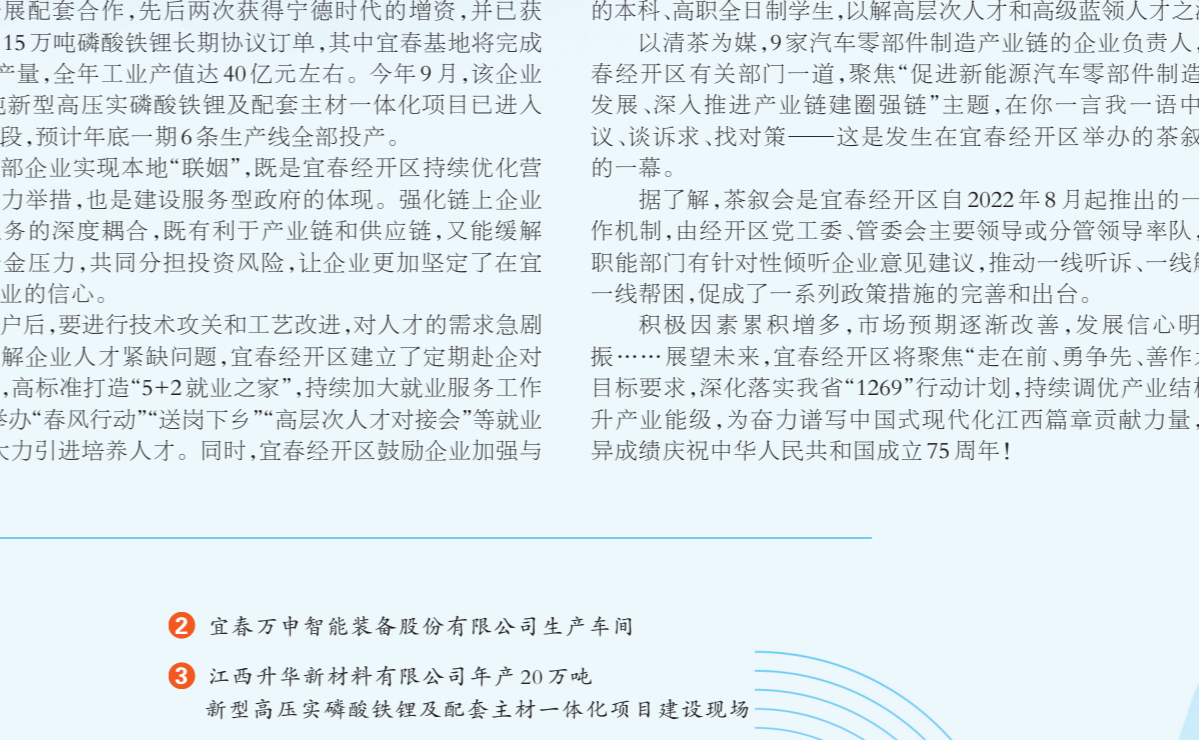 展配套合作,先后两次获得宁德时代的增资,并已获
15万吨磷酸铁锂长期协议订单,其中宜春基地将完成
产量,全年工业产值达40亿元左右。今年9月,该企业
新型高压实磷酸铁锂及配套主材一体化项目已进入
段,预计年底一期6条生产线全部投产。
部企业实现本地“联姻”,既是宜春经开区持续优化营
力举措,也是建设服务型政府的体现。强化链上企业
务的深度耦合,既有利于产业链和供应链,又能缓解
金压力,共同分担投资风险,让企业更加坚定了在宜
业的信心。
户后,要进行技术攻关和工艺改进,对人才的需求急剧
解企业人才紧缺问题,宜春经开区建立了定期赴企对
,高标准打造“5+2就业之家”,持续加大就业服务工作
举办“春风行动”“送岗下乡”“高层次人才对接会”等就业
大力引进培养人才。同时,宜春经开区鼓励企业加强与
的本科、高职全日制学生,以解高层次人才和高级蓝领人才之
以清茶为媒,9家汽车零部件制造产业链的企业负责人,
春经开区有关部门一道,聚焦“促进新能源汽车零部件制造
发展、深入推进产业链建圈强链”主题,在你一言我一语中
议、谈诉求、找对策——这是发生在宜春经开区举办的茶叙
的一幕。
据了解,茶叙会是宜春经开区自2022年8月起推出的一
作机制,由经开区党工委、管委会主要领导或分管领导率队,
职能部门有针对性倾听企业意见建议,推动一线听诉、一线
一线帮困,促成了一系列政策措施的完善和出台。
积极因素累积增多,市场预期逐渐改善,发展信心明
振……展望未来,宜春经开区将聚焦“走在前、勇争先、善作
目标要求,深化落实我省“1269”行动计划,持续调优产业结
升产业能级,为奋力谱写中国式现代化江西篇章贡献力量,
异成绩庆祝中华人民共和国成立75周年!
2 宜春万申智能装备股份有限公司生产车间
3 江西升华新材料有限公司年产20万吨
新型高压实磷酸铁锂及配套主材一体化项目建设现场